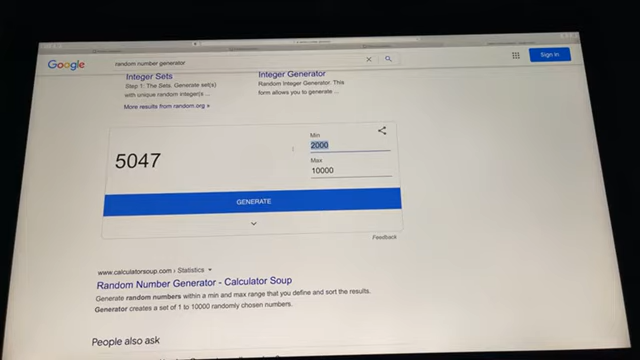 Google
random number generator
Sign in
Integer Sets
Step 1: The Sets. Generate set(s)
with unique random integer(s ...
More results from random.org »
Integer Generator
Random Integer Generator. This
form allows you to generate ...
5047
Min
2000
Max
10000
GENERATE
Feedback
www.calculatorsoup.com › Statistics
Random Number Generator - Calculator Soup
Generate random numbers within a min and max range that you define and sort the results.
Generator creates a set of 1 to 10000 randomly chosen numbers.
People also ask